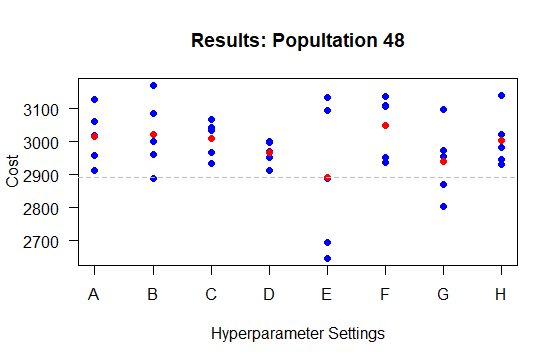 Results: Popultation 48
Cost
3100
3000
2900
2800
2700
A B C D E F G H
Hyperparameter Settings